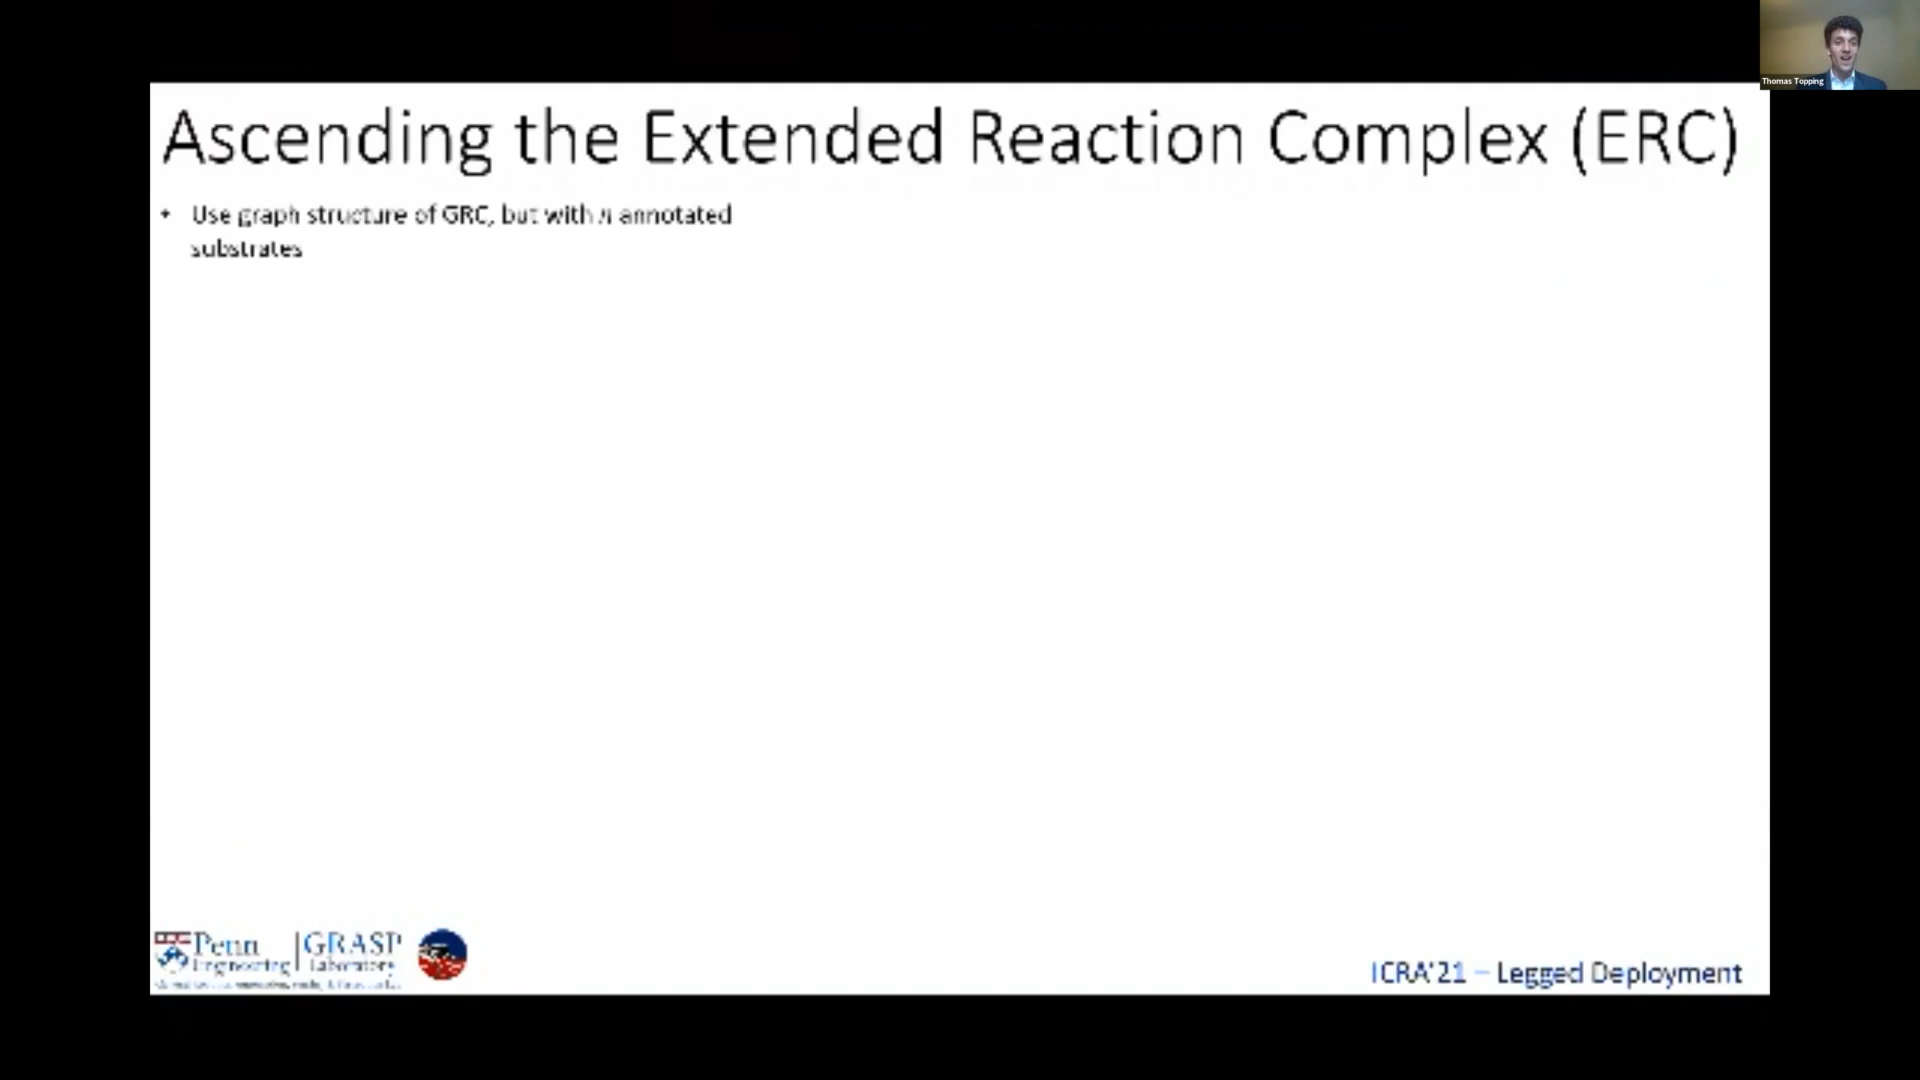 Thomas Topping
Ascending the Extended Reaction Complex (ERC)
• Use graph structure of GRC, but with n annotated
substrates
Penn
Engineering
GRASP
Laboratory
ICRA'21 – Legged Deployment